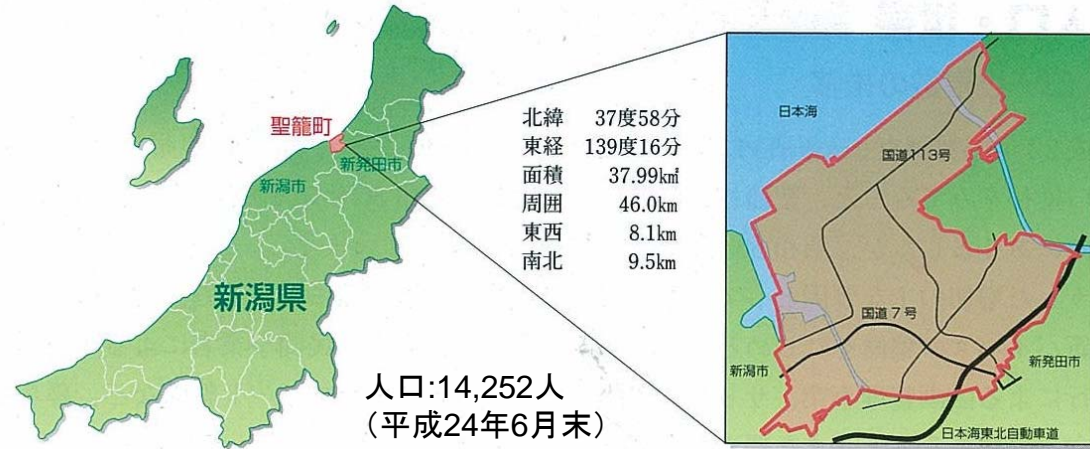 聖籠町
新発田市
新潟市
新潟県
北緯 37度58分
東経 139度16分
面積 37.99k㎡
周囲 46.0km
東西 8.1km
南北 9.5km
人口:14,252人
（平成24年6月末）
日本海
国道113号
国道7号
新潟市
新発田市
日本海東北自動車道